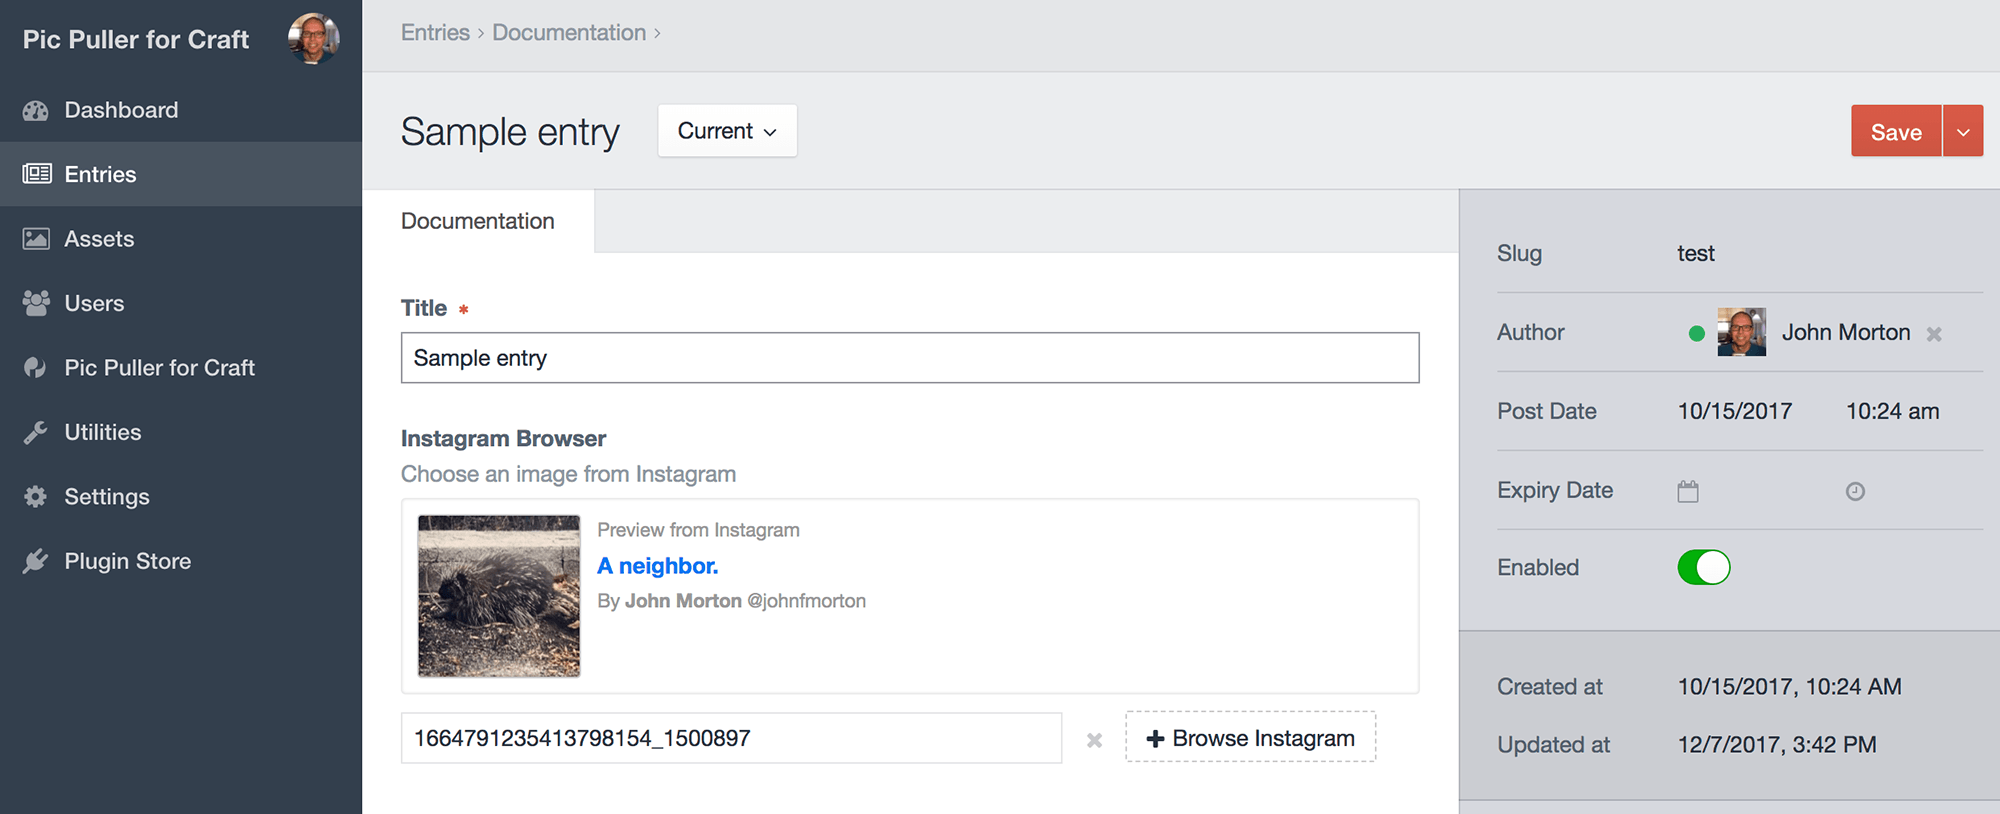 Pic Puller for Craft
Dashboard
Entries
Assets
Users
Pic Puller for Craft
Utilities
Settings
Plugin Store
Entries › Documentation ›
Sample entry
Current
Save
Documentation
Title *
Sample entry
Instagram Browser
Choose an image from Instagram
Preview from Instagram
A neighbor.
By John Morton @johnfmorton
1664791235413798154_1500897
+ Browse Instagram
Slug test
Author John Morton
Post Date 10/15/2017 10:24 am
Expiry Date
Enabled
Created at 10/15/2017, 10:24 AM
Updated at 12/7/2017, 3:42 PM